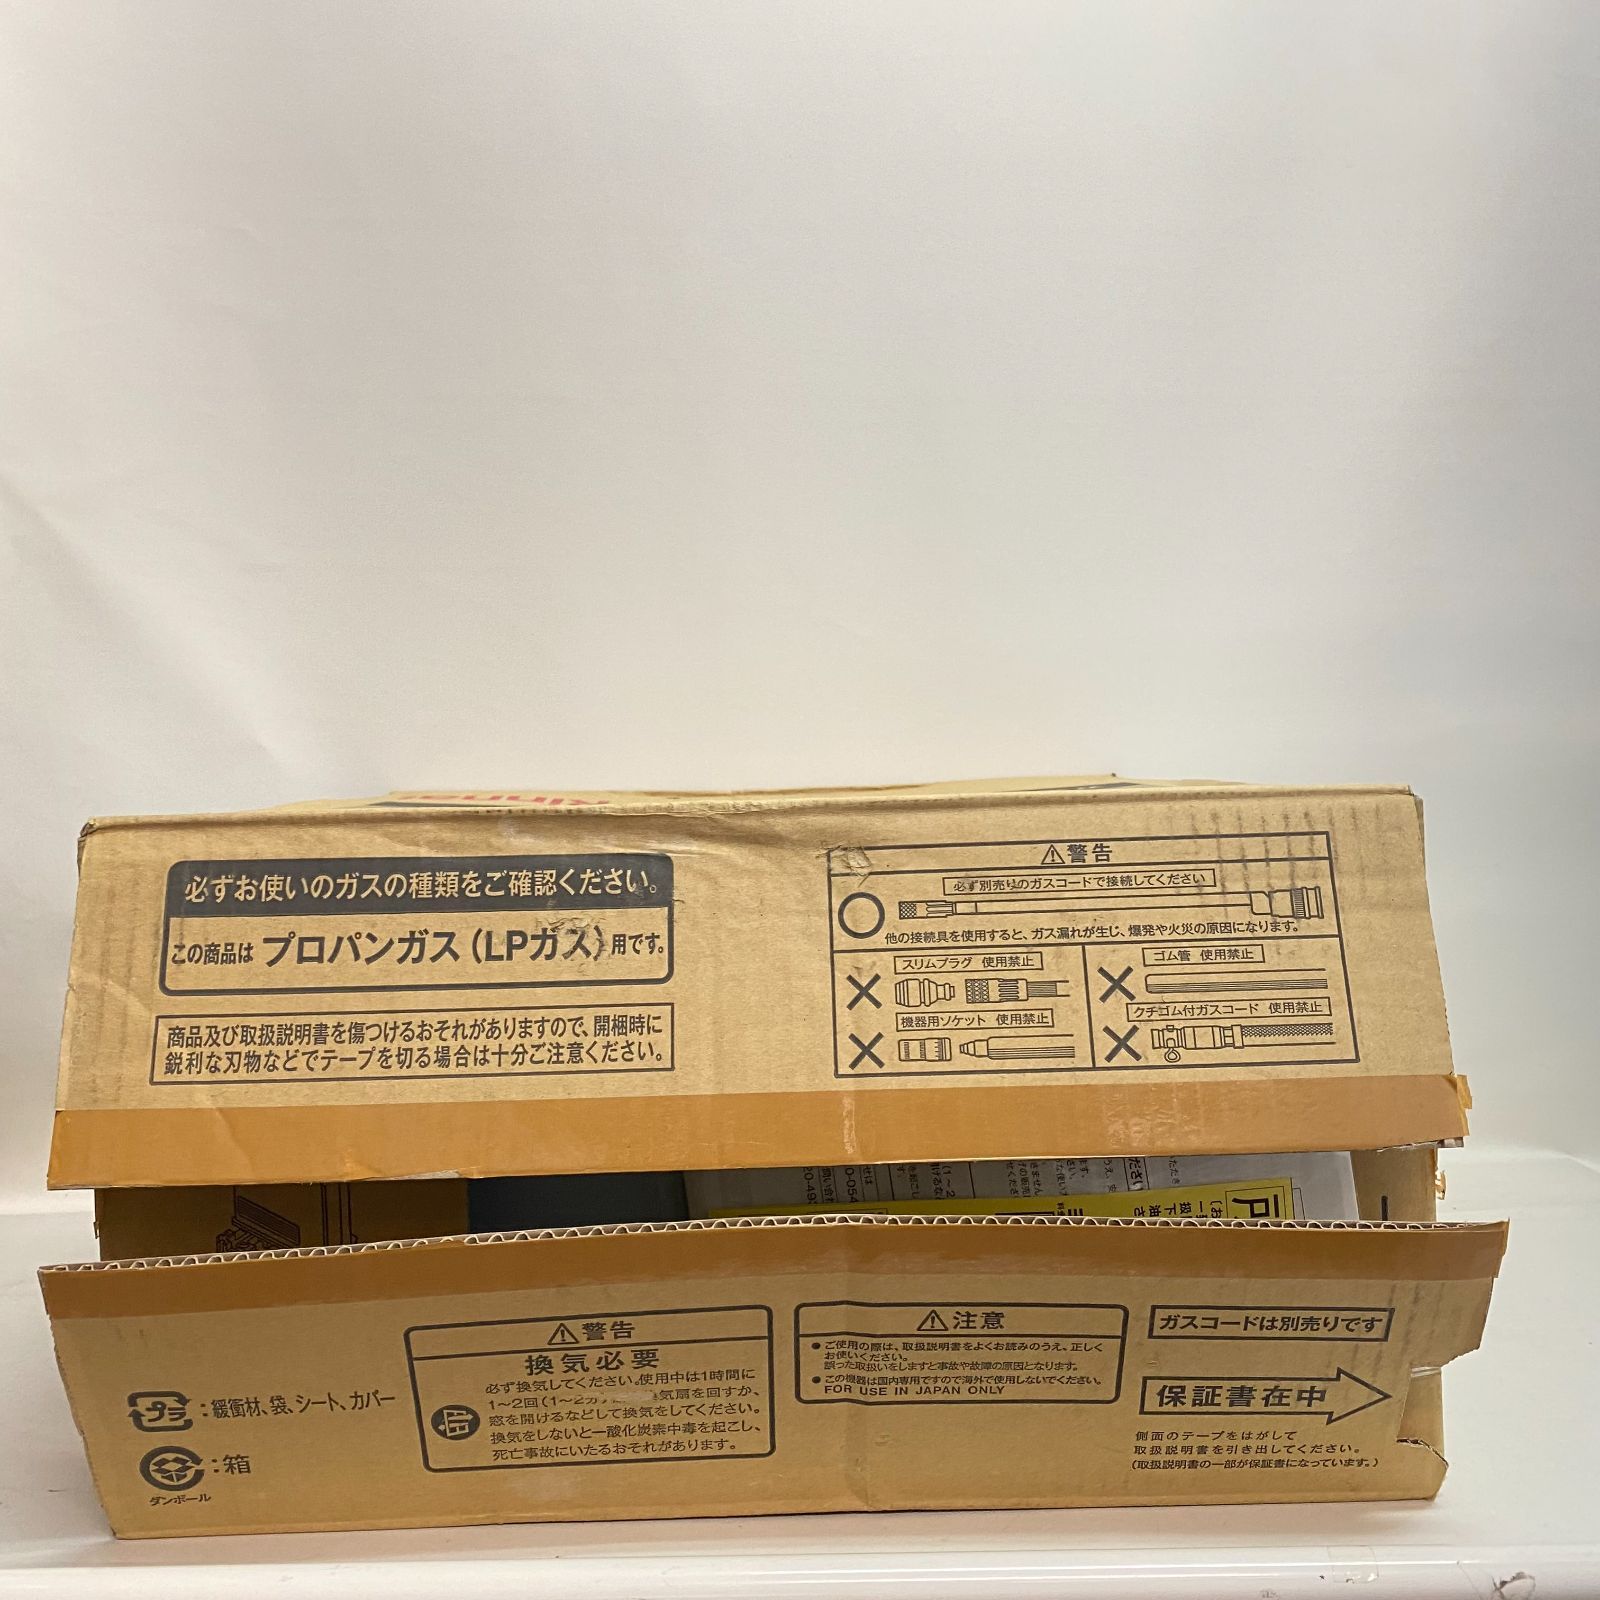 必ずお使いのガスの種類をご確認ください。
この商品は プロパンガス(LPガス)用です。
商品及び取扱説明書を傷つけるおそれがありますので、開梱時に
鋭利な刃物などでテープを切る場合は十分ご注意ください。
警告
必ず別売りのガスコードで接続してください
他の接続具を使用すると、ガス漏れが生じ、爆発や火災の原因になります。
スリムプラグ 使用禁止
ゴム管 使用禁止
機器用ソケット 使用禁止
クチゴム付ガスコード 使用禁止
プラ
:緩衝材、袋、シート、カバー
:箱
ダンボール
警告
換気必要
必ず換気してください。使用中は1時間に
1～2回(1～2分)
気扇を回すか、
窓を開けるなどして換気をしてください。
換気をしないと一酸化炭素中毒を起こし、
死亡事故にいたるおそれがあります。
注意
●ご使用の際は、取扱説明書をよくお読みのうえ、正しく
お使いください。
誤った取扱いをしますと事故や故障の原因となります。
●この機器は国内専用ですので海外で使用しないでください。
FOR USE IN JAPAN ONLY
ガスコードは別売りです
保証書在中
側面のテープをはがして
取扱説明書を引き出してください。
(取扱説明書の一部が保証書になっています。)